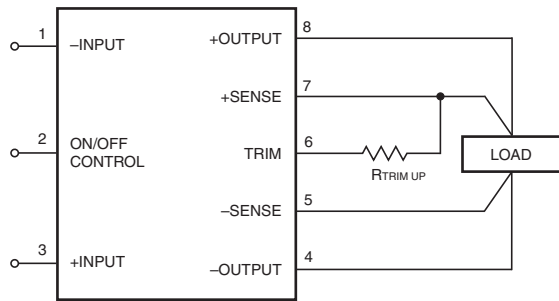 1
–INPUT
+OUTPUT
8
+SENSE
7
2
ON/OFF
CONTROL
TRIM
6
RTRIM UP
LOAD
–SENSE
5
3
+INPUT
–OUTPUT
4